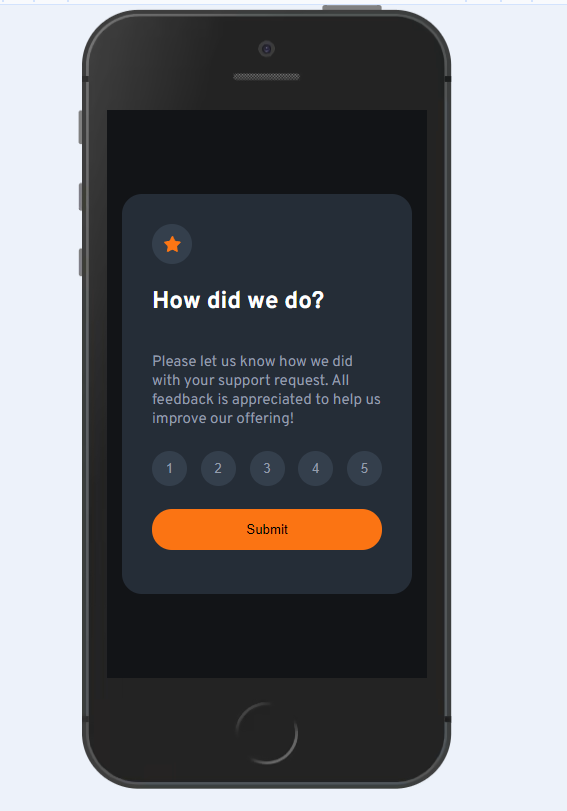 How did we do?
Please let us know how we did
with your support request. All
feedback is appreciated to help us
improve our offering!
1 2 3 4 5
Submit